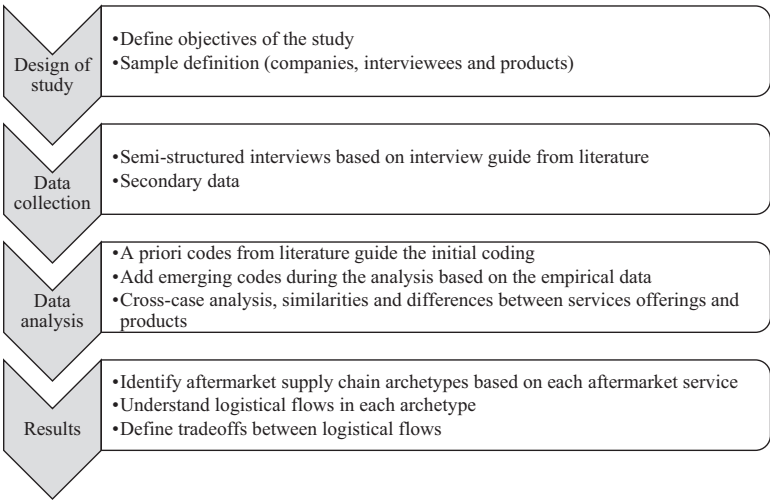 Design of
study
•Define objectives of the study
•Sample definition (companies, interviewees and products)
Data
collection
•Semi-structured interviews based on interview guide from literature
•Secondary data
Data
analysis
•A priori codes from literature guide the initial coding
•Add emerging codes during the analysis based on the empirical data
•Cross-case analysis, similarities and differences between services offerings and
products
Results
•Identify aftermarket supply chain archetypes based on each aftermarket service
•Understand logistical flows in each archetype
•Define tradeoffs between logistical flows